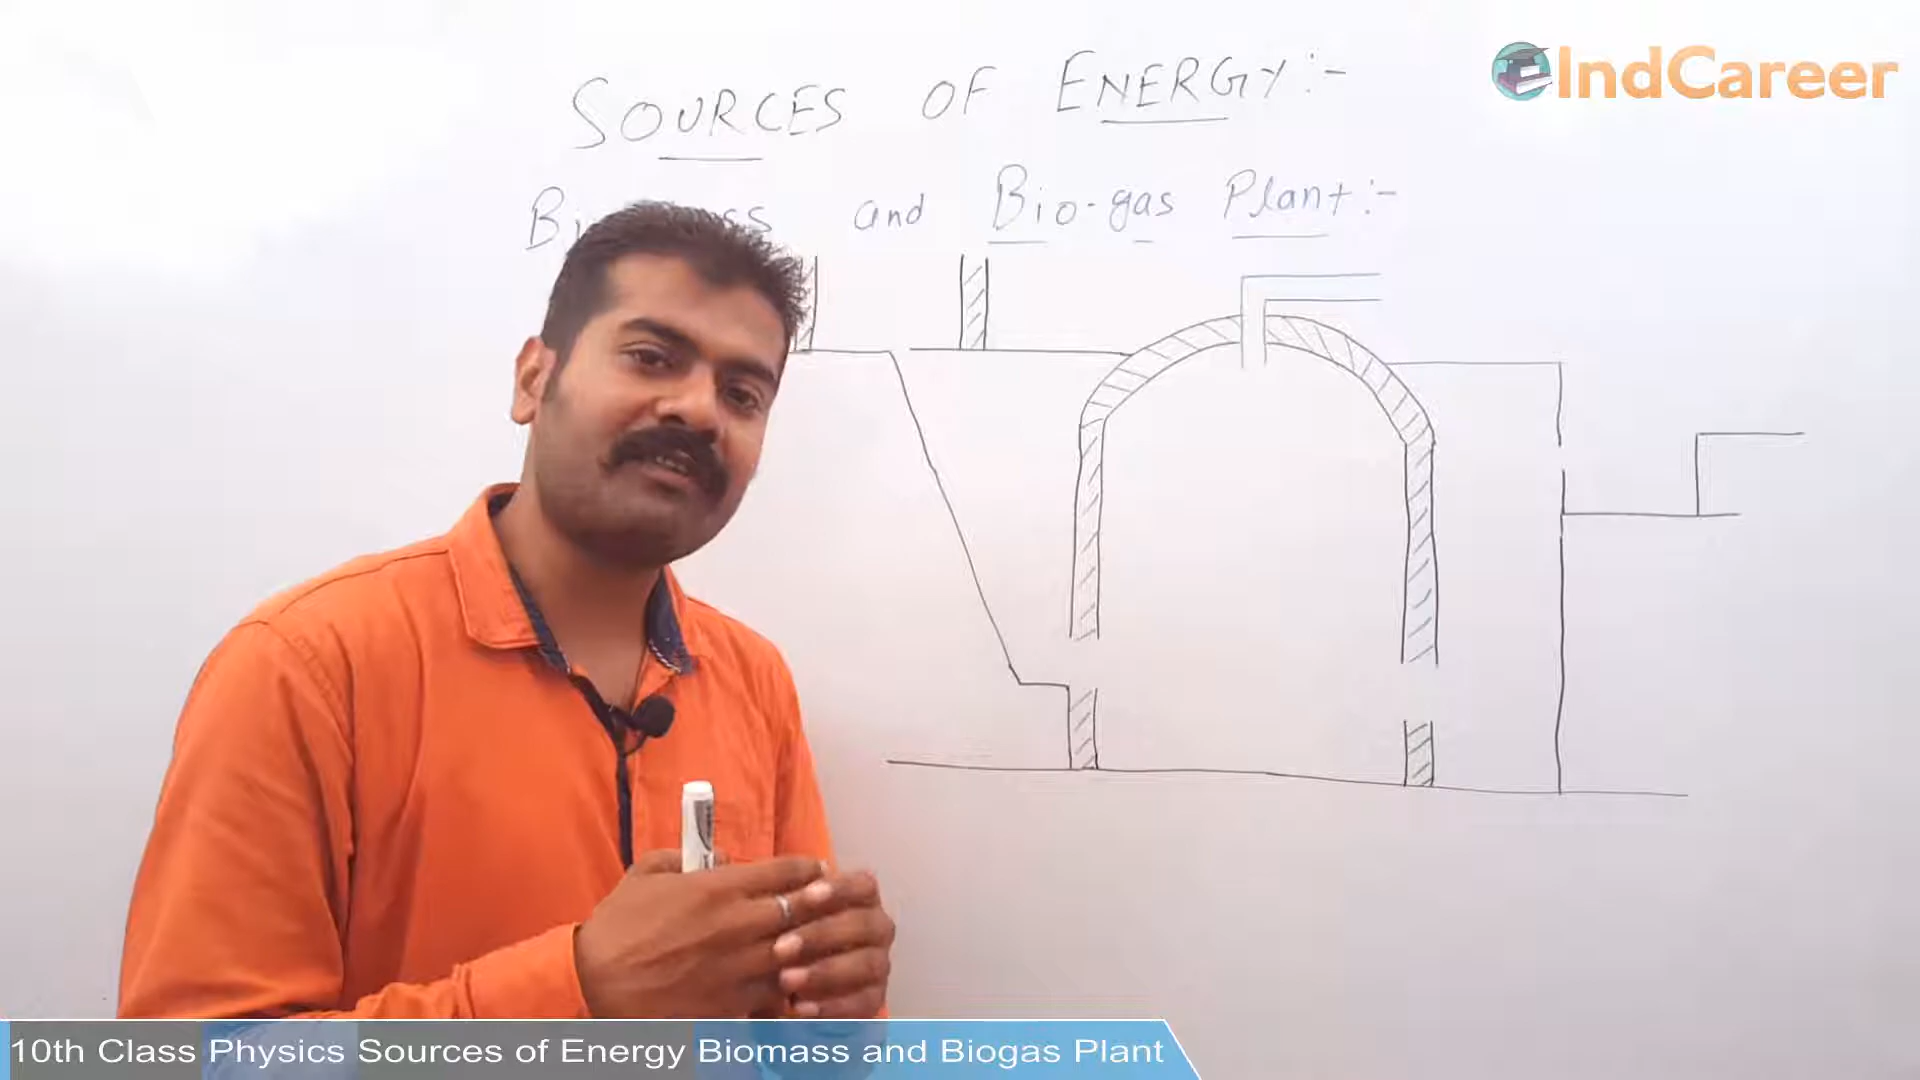 IndCareer
SOURCES OF ENERGY:-
and Bio-gas Plant:-
10th Class Physics Sources of Energy Biomass and Biogas Plant